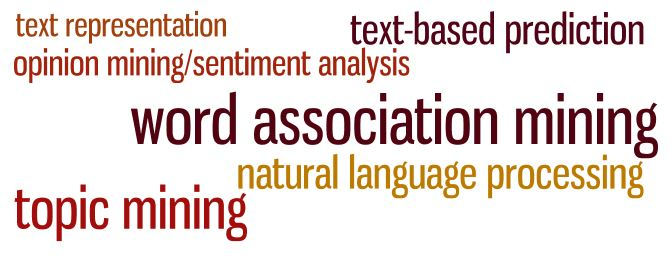 text representation
text-based prediction
opinion mining/sentiment analysis
word association mining
natural language processing
topic mining